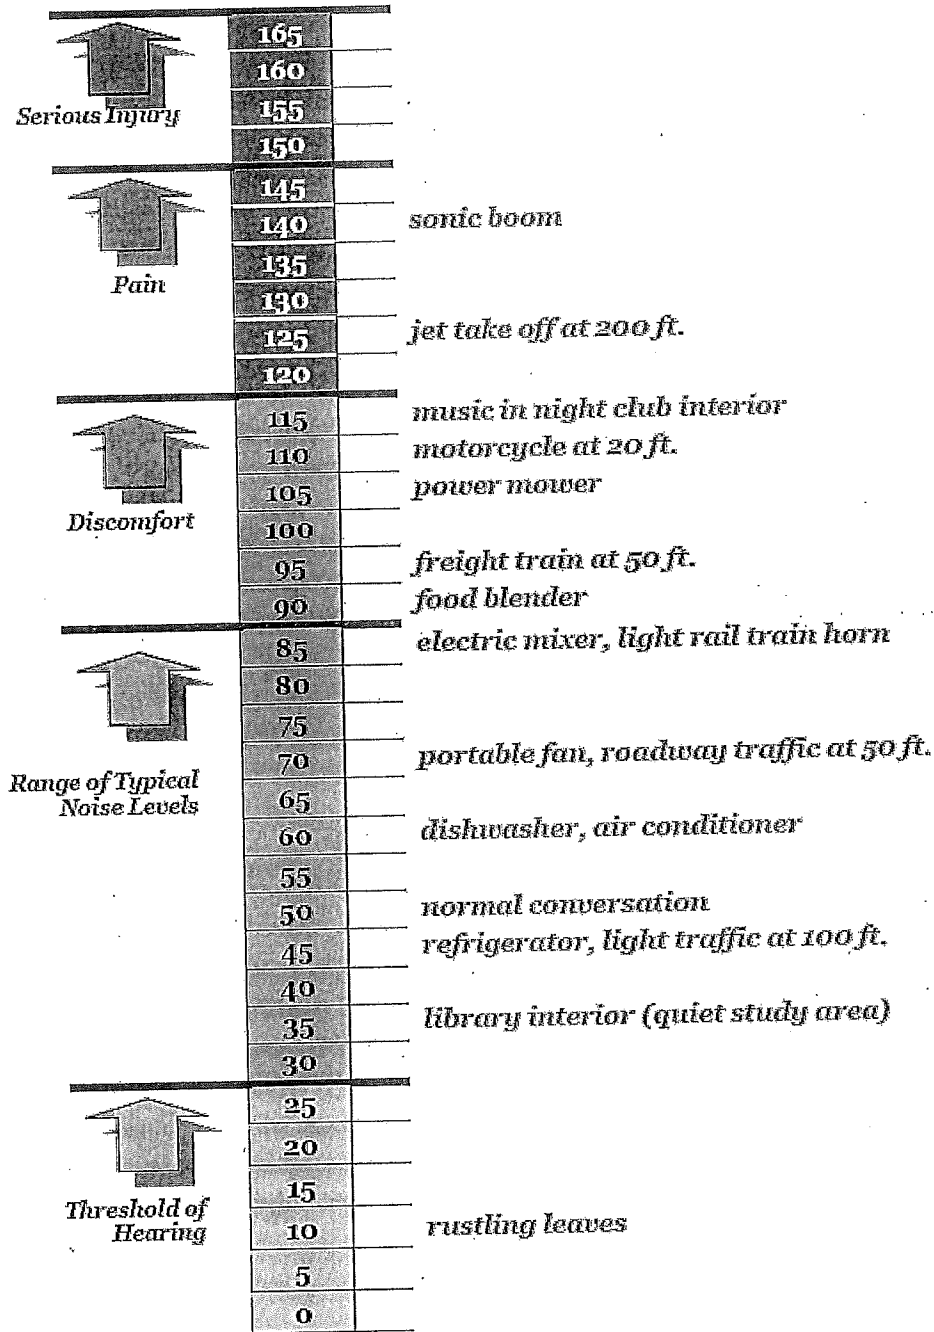 165
160
Serious Injury
155
150
145
140 sonic boom
135
Pain
130
125 jet take off at 200 ft.
120
115 music in night club interior
110 motorcycle at 20 ft.
105 power mower
Discomfort
100
95 freight train at 50 ft.
90 food blender
85 electric mixer, light rail train horn
80
75
70 portable fan, roadway traffic at 50 ft.
Range of Typical
Noise Levels
65
60 dishwasher, air conditioner
55
50 normal conversation
45 refrigerator, light traffic at 100 ft.
40
35 library interior (quiet study area)
30
25
20
15
Threshold of
Hearing
10 rustling leaves
5
0